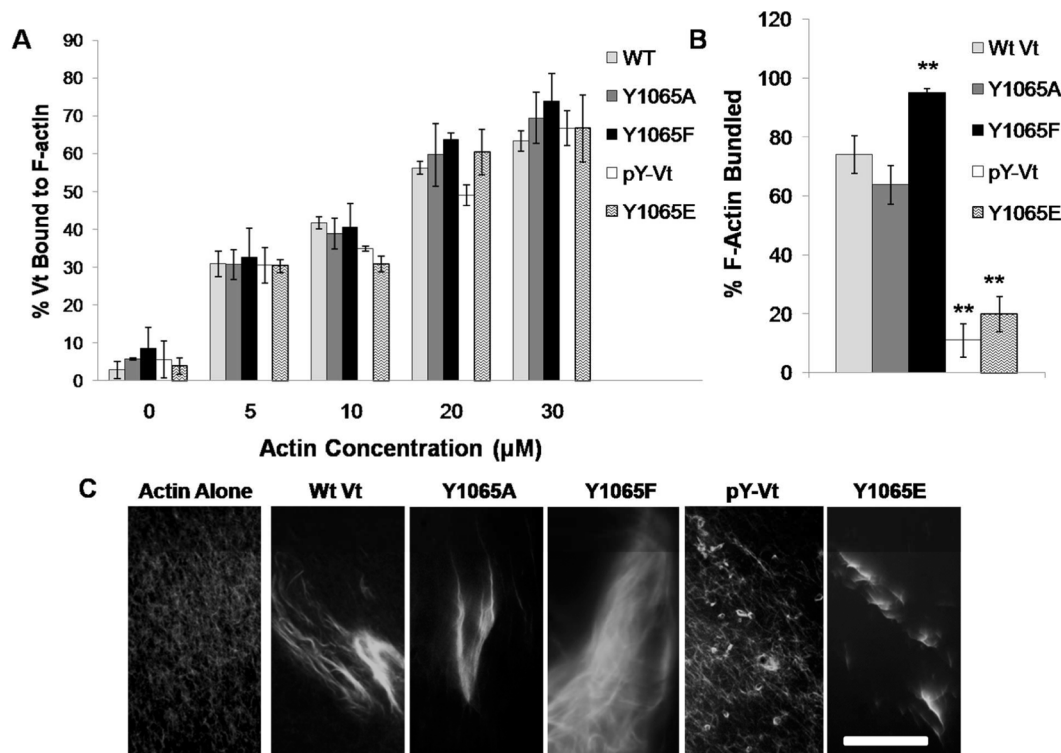 A
% Vt Bound to F-actin
90
80
70
60
50
40
30
20
10
0
0 5 10 20 30
Actin Concentration (µM)
WT
Y1065A
Y1065F
pY-Vt
Y1065E
B
% F-Actin Bundled
120
100
80
60
40
20
0
**
**
**
Wt Vt
Y1065A
Y1065F
pY-Vt
Y1065E
C
Actin Alone Wt Vt Y1065A Y1065F pY-Vt Y1065E